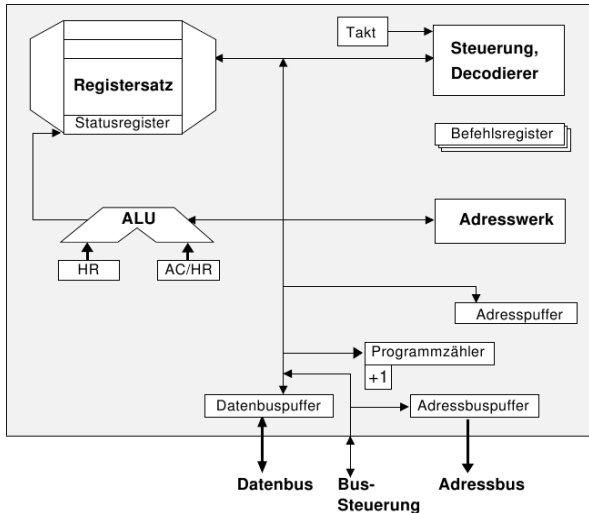 Takt
Steuerung,
Decodierer
Registersatz
Statusregister
Befehlsregister
ALU
Adresswerk
HR
AC/HR
Adresspuffer
Programmzähler
+1
Datenbuspuffer
Adressbuspuffer
Datenbus
Bus-
Steuerung
Adressbus